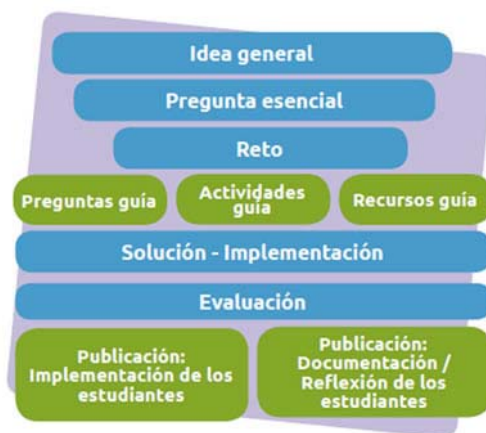 Idea general
Pregunta esencial
Reto
Preguntas guía
Actividades
guía
Recursos guía
Solución - Implementación
Evaluación
Publicación:
Implementación de los
estudiantes
Publicación:
Documentación /
Reflexión de los
estudiantes